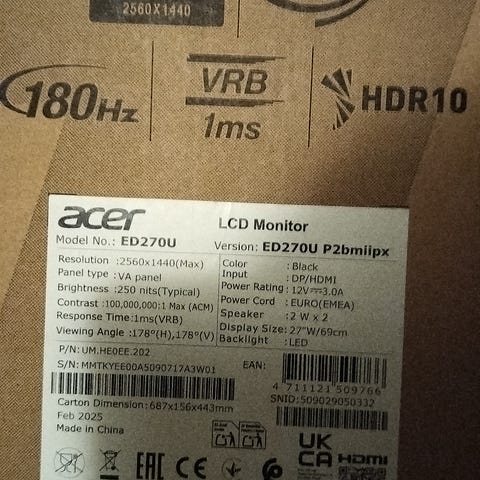 2560X1440
180Hz
VRB
1ms
HDR10
acer
LCD Monitor
Model No.: ED270U
Version: ED270U P2bmiipx
Resolution :2560x1440(Max)
Panel type :VA panel
Brightness :250 nits(Typical)
Contrast :100,000,000:1 Max (ACM)
Response Time:1ms(VRB)
Viewing Angle :178°(H),178°(V)
Color : Black
Input : DP/HDMI
Power Rating : 12V⎓3.0A
Power Cord : EURO(EMEA)
Speaker : 2 W x 2
Display Size: 27"W/69cm
Backlight : LED
P/N: UM.HE0EE.202
S/N: MMTKYEE00A5090717A3W01
EAN:
4 711121 509766
SNID:509029050332
Carton Dimension:687x156x443mm
Feb 2025
Made in China
EAC CE
UK
CA
HDMI